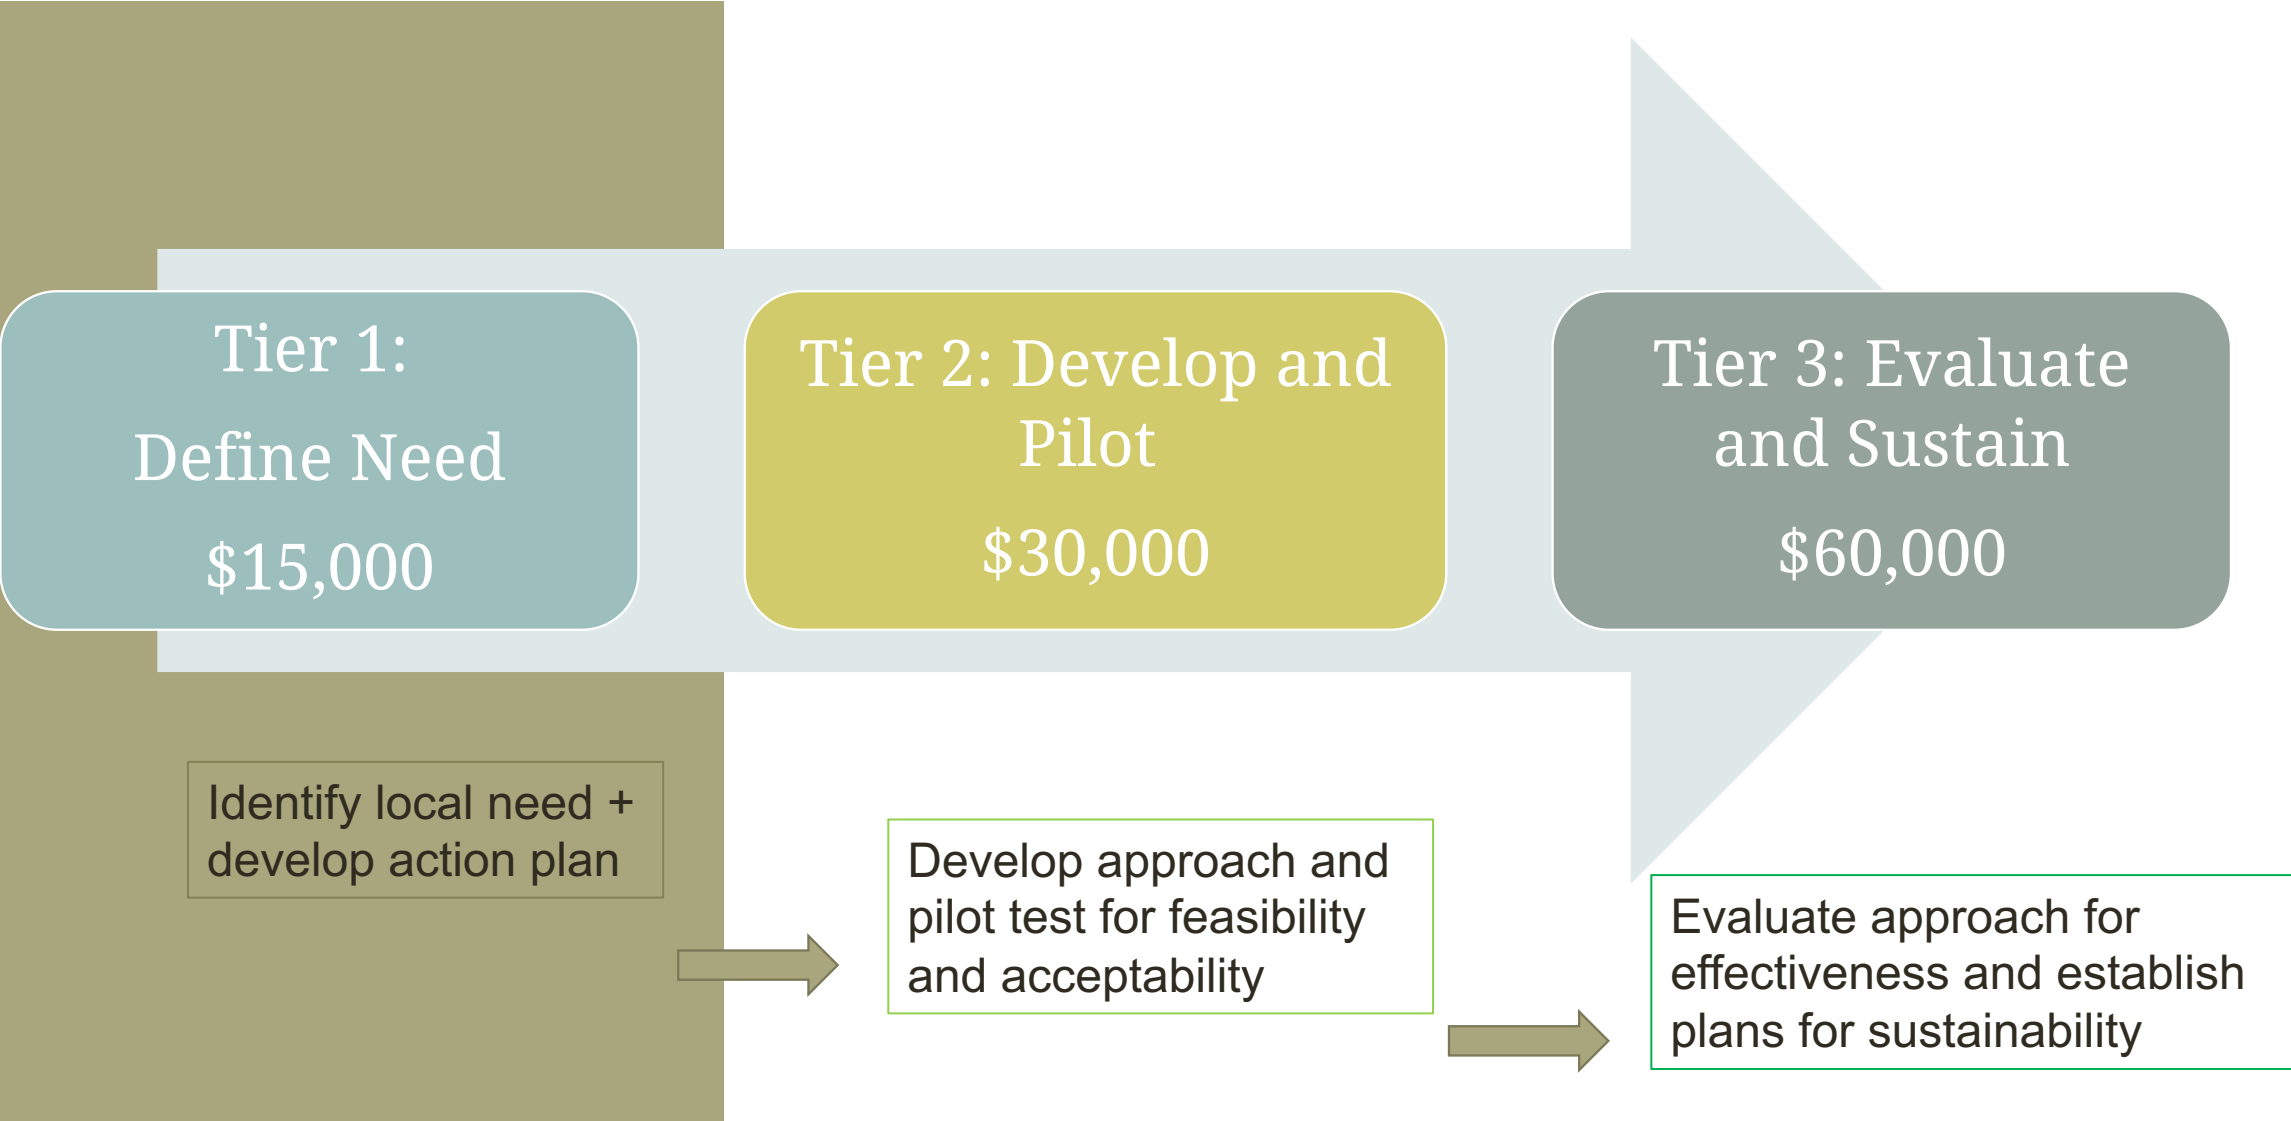 Tier 1:
Define Need
$15,000
Tier 2: Develop and
Pilot
$30,000
Tier 3: Evaluate
and Sustain
$60,000
Identify local need +
develop action plan
Develop approach and
pilot test for feasibility
and acceptability
Evaluate approach for
effectiveness and establish
plans for sustainability